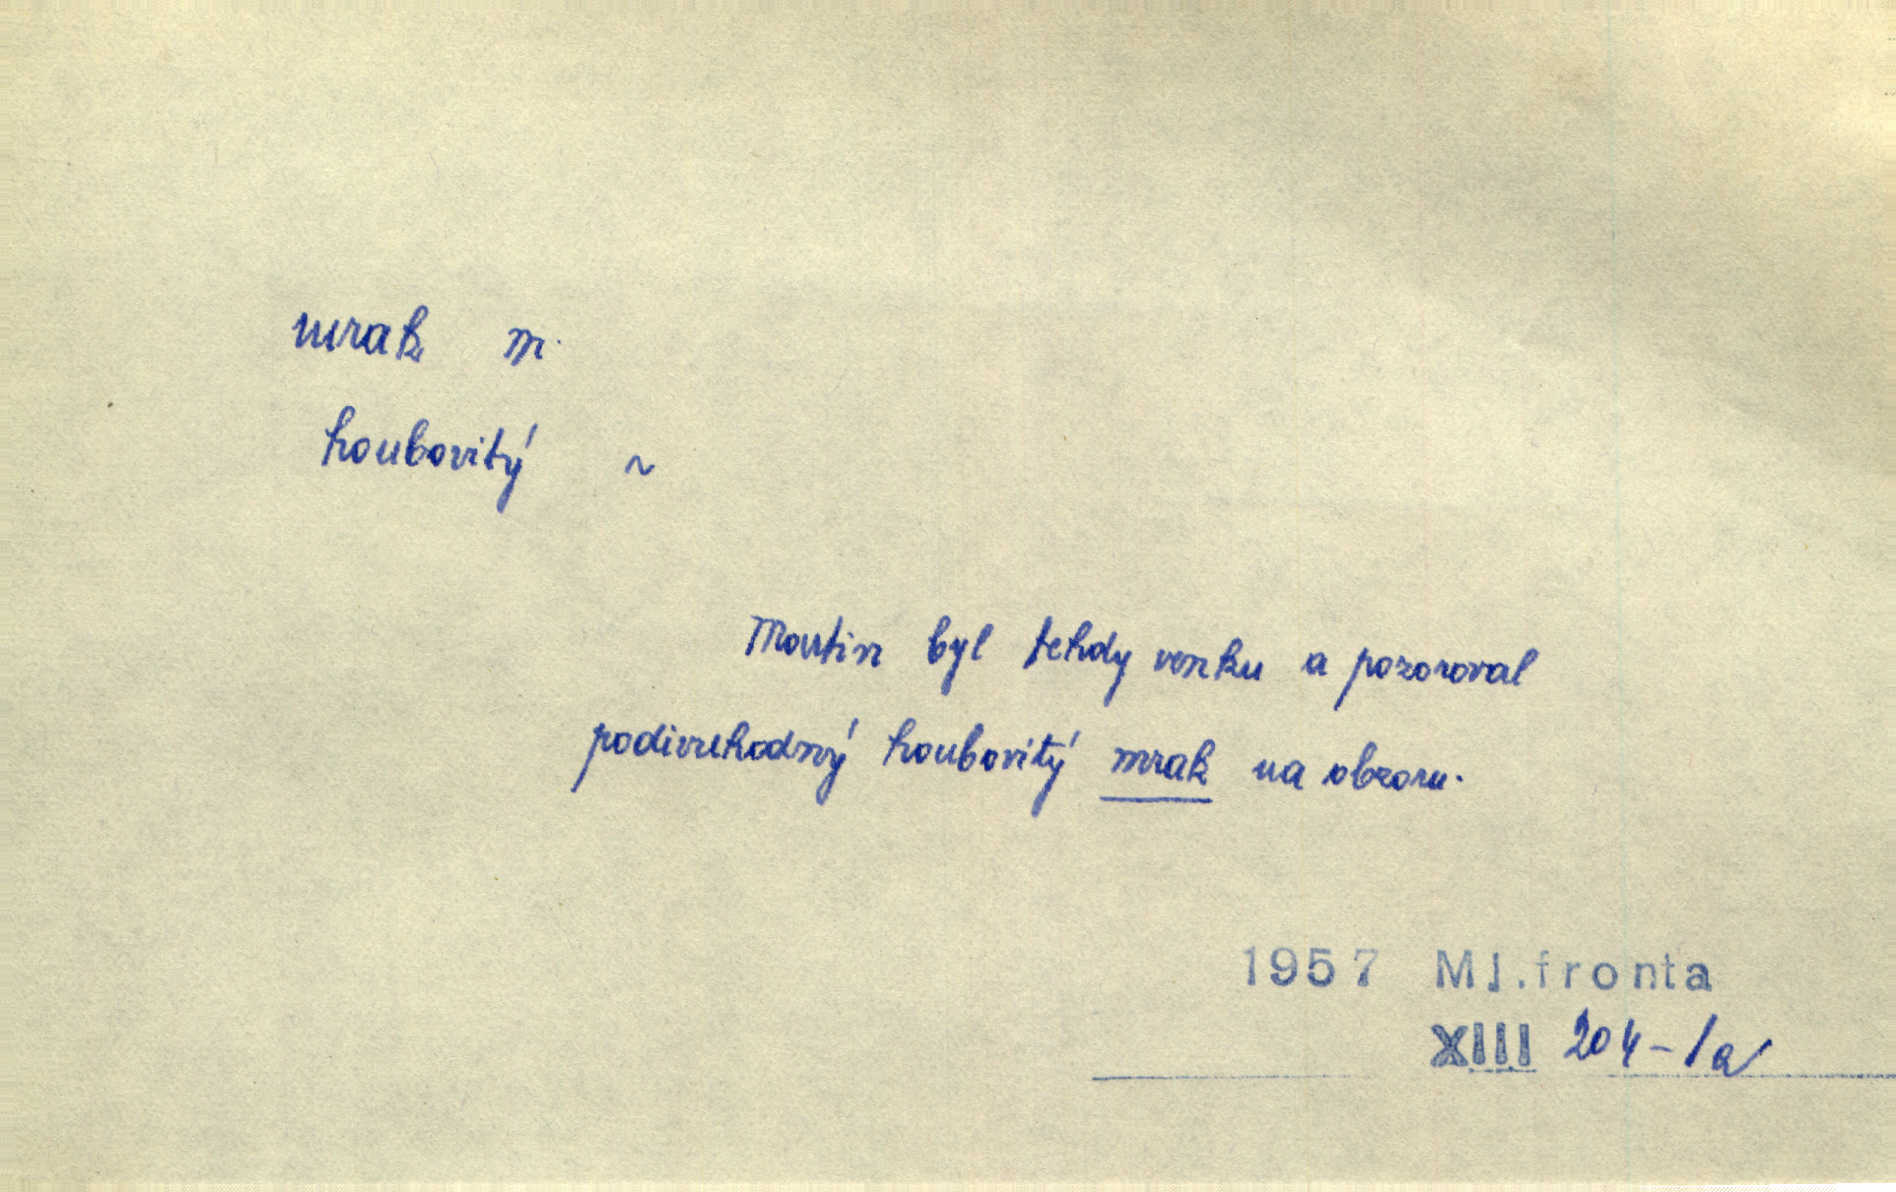 mrak m.
houbovitý ~
Martin byl tehdy venku a pozoroval
podivuhodný houbovitý mrak na obzoru.
1957 Ml.fronta
XIII 204-1a